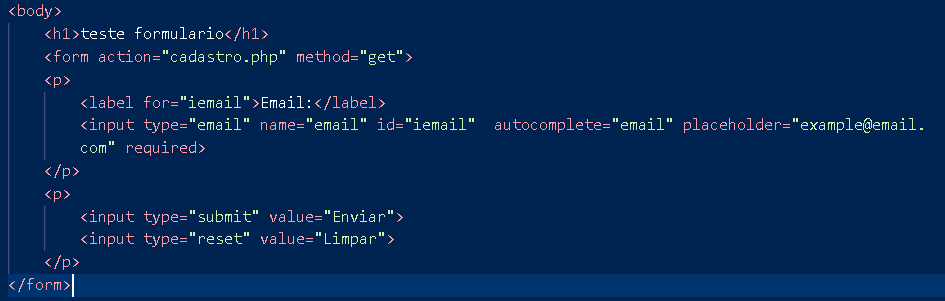 <body>
<h1>teste formulario</h1>
<form action="cadastro.php" method="get">
<p>
<label for="iemail">Email:</label>
<input type="email" name="email" id="iemail"  autocomplete="email" placeholder="example@email.
com" required>
</p>
<p>
<input type="submit" value="Enviar">
<input type="reset" value="Limpar">
</p>
</form>